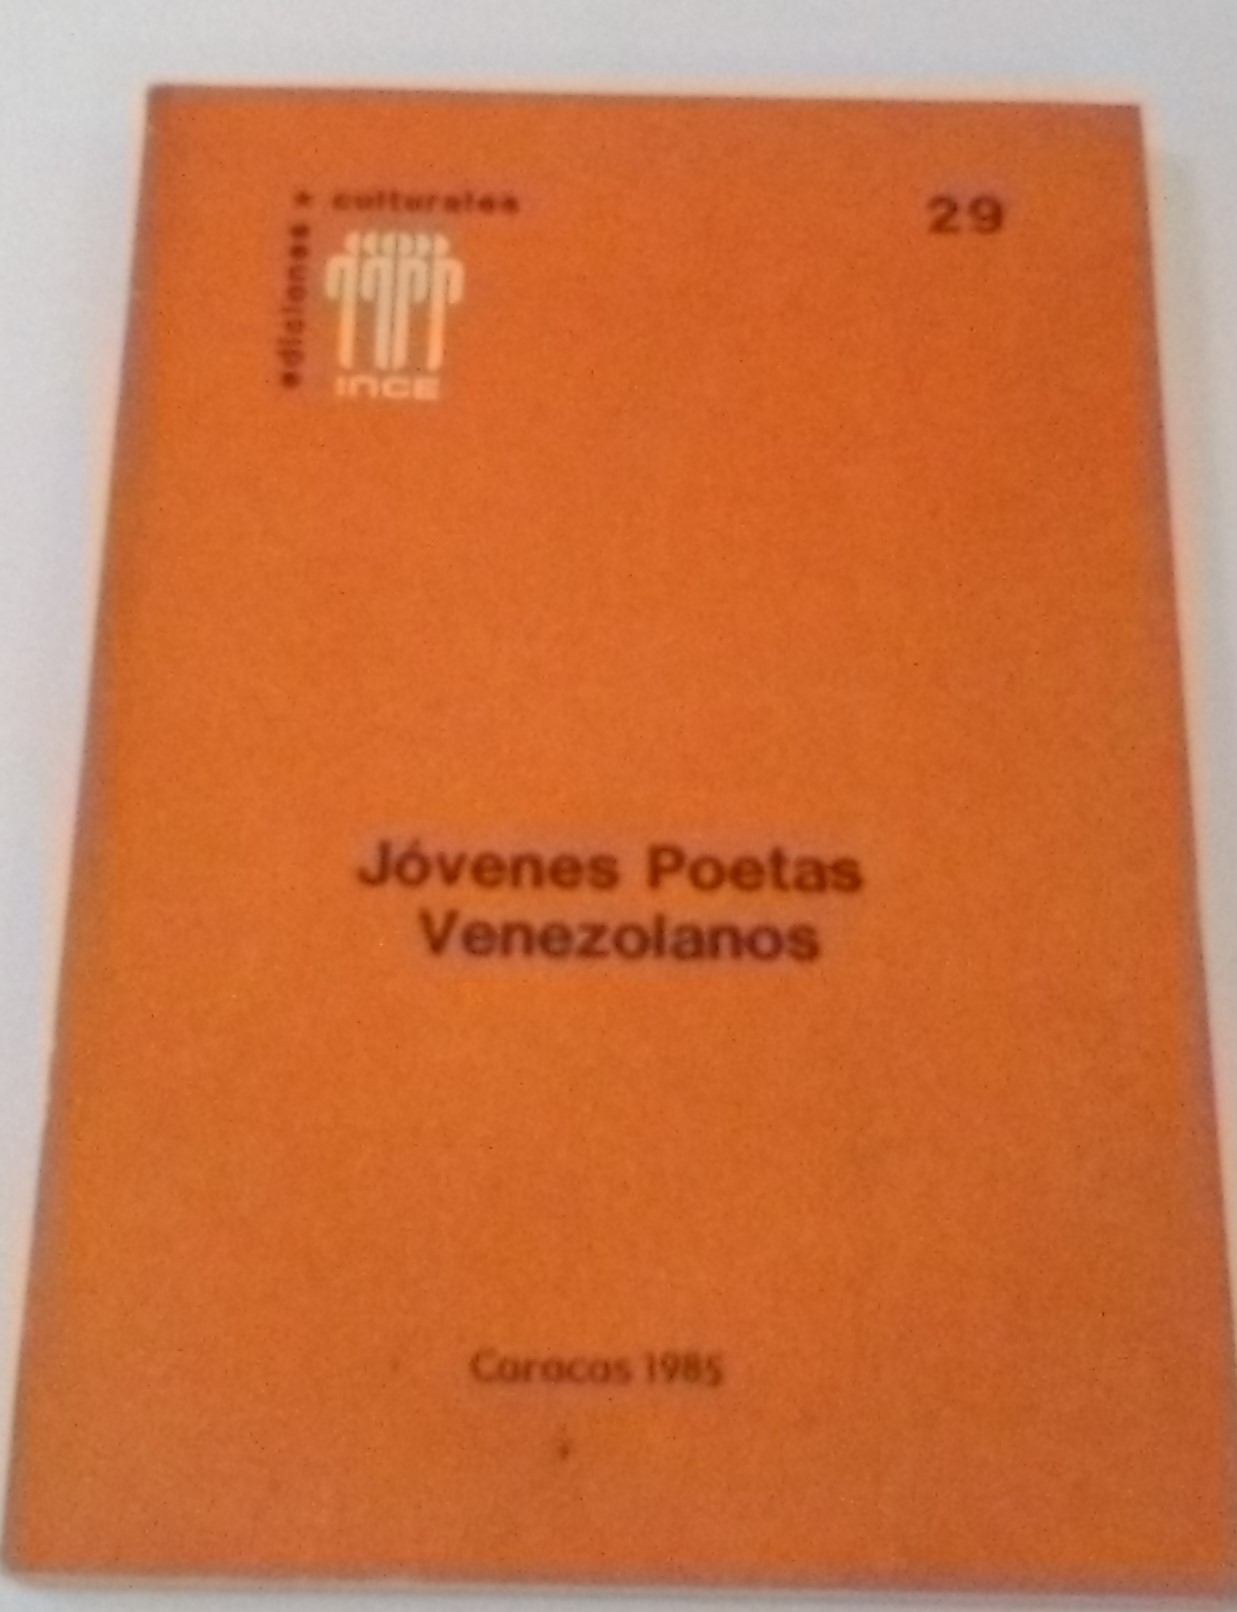 ediciones * culturales
29
INCE
Jóvenes Poetas
Venezolanos
Caracas 1985